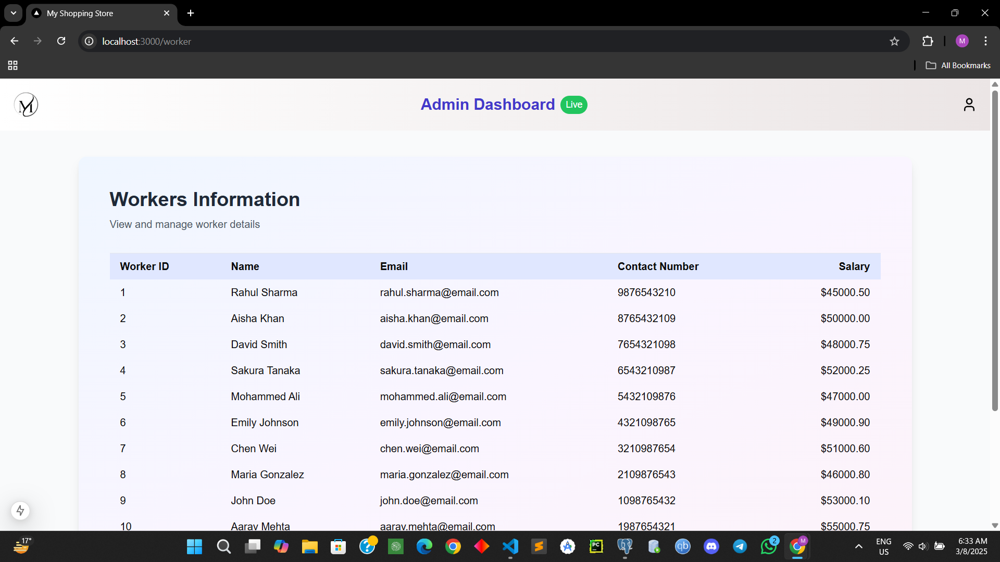 My Shopping Store
localhost:3000/worker
M
All Bookmarks
M
Admin Dashboard Live
Workers Information
View and manage worker details
Worker ID Name Email Contact Number Salary
1 Rahul Sharma rahul.sharma@email.com 9876543210 $45000.50
2 Aisha Khan aisha.khan@email.com 8765432109 $50000.00
3 David Smith david.smith@email.com 7654321098 $48000.75
4 Sakura Tanaka sakura.tanaka@email.com 6543210987 $52000.25
5 Mohammed Ali mohammed.ali@email.com 5432109876 $47000.00
6 Emily Johnson emily.johnson@email.com 4321098765 $49000.90
7 Chen Wei chen.wei@email.com 3210987654 $51000.60
8 Maria Gonzalez maria.gonzalez@email.com 2109876543 $46000.80
9 John Doe john.doe@email.com 1098765432 $53000.10
10 Aarav Mehta aarav.mehta@email.com 1987654321 $55000.75
17°
PC
qb
2
M
ENG
US
6:33 AM
3/8/2025